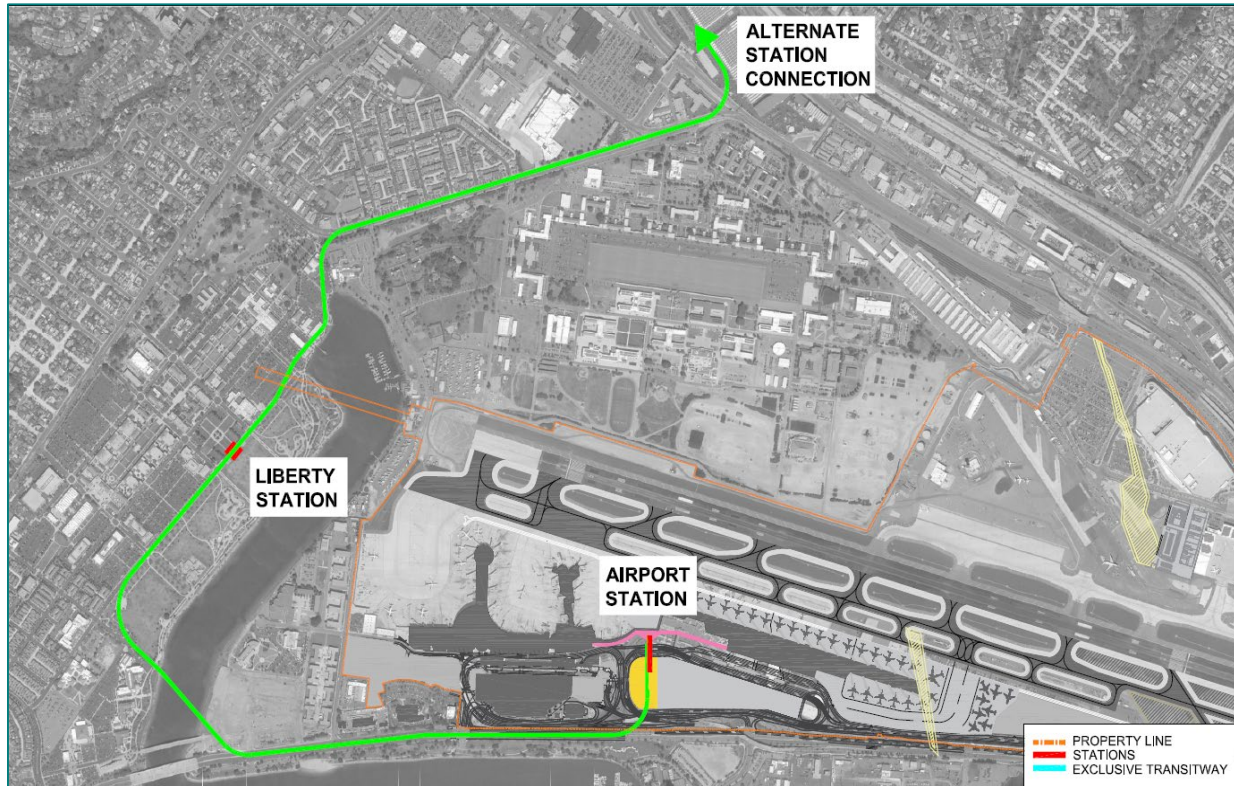 ALTERNATE
STATION
CONNECTION
LIBERTY
STATION
AIRPORT
STATION
PROPERTY LINE
STATIONS
EXCLUSIVE TRANSITWAY